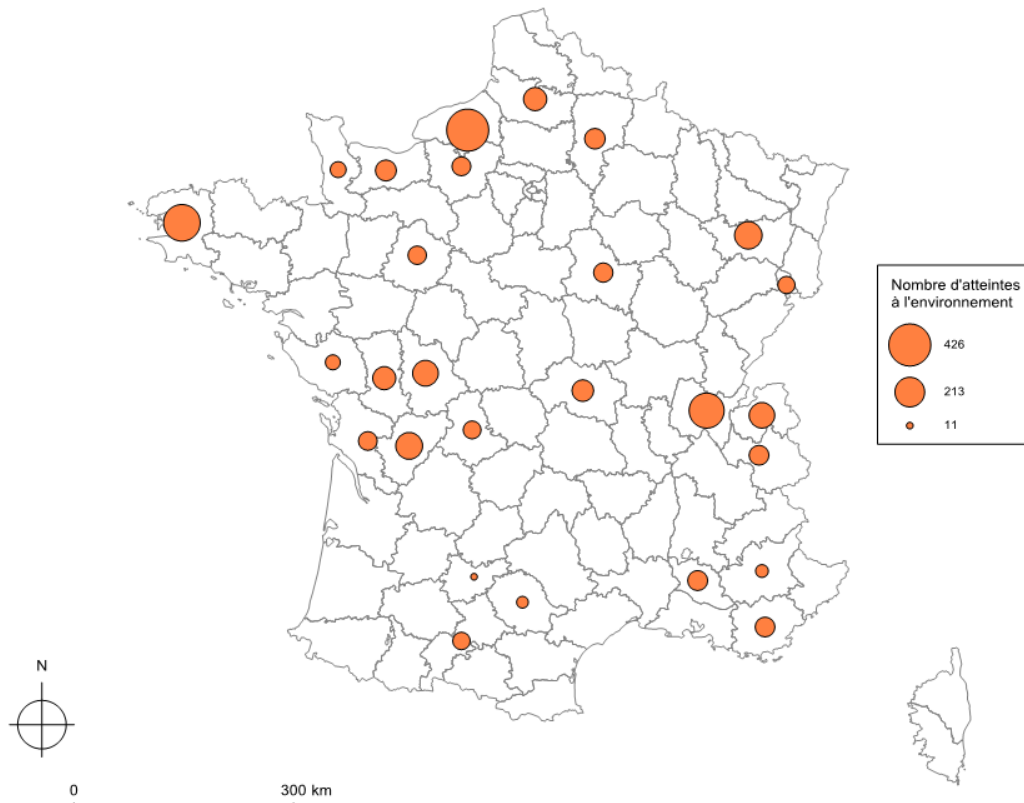 Nombre d'atteintes
à l'environnement
426
213
11
N
0 300 km